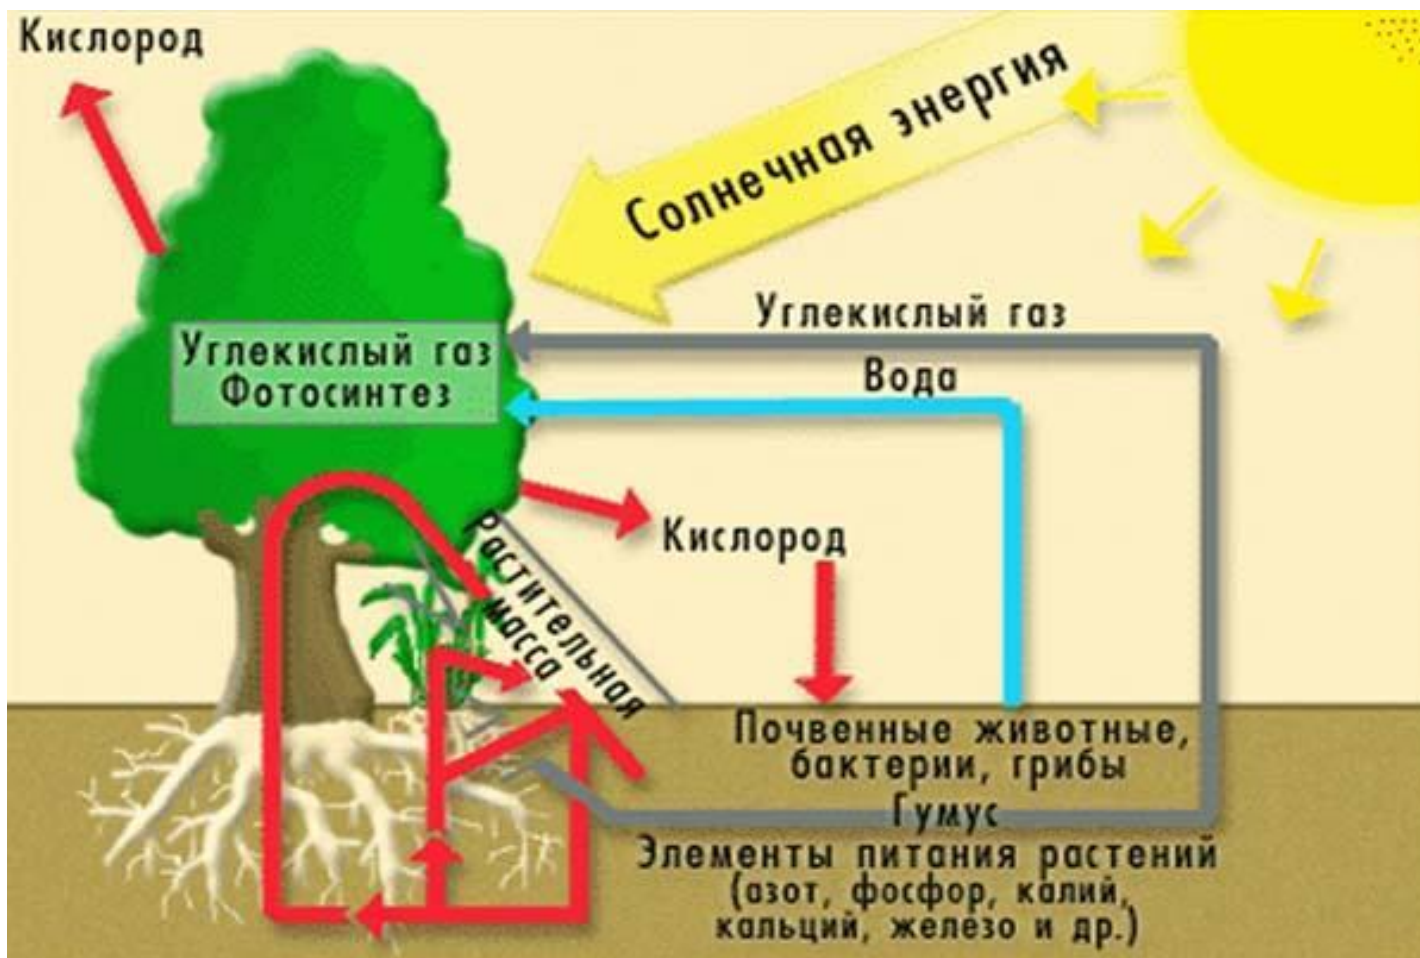 Кислород
Солнечная энергия
Углекислый газ
Углекислый газ
Фотосинтез
Вода
Кислород
Растительная
масса
Почвенные животные,
бактерии, грибы
Гумус
Элементы питания растений
(азот, фосфор, калий,
кальций, железо и др.)